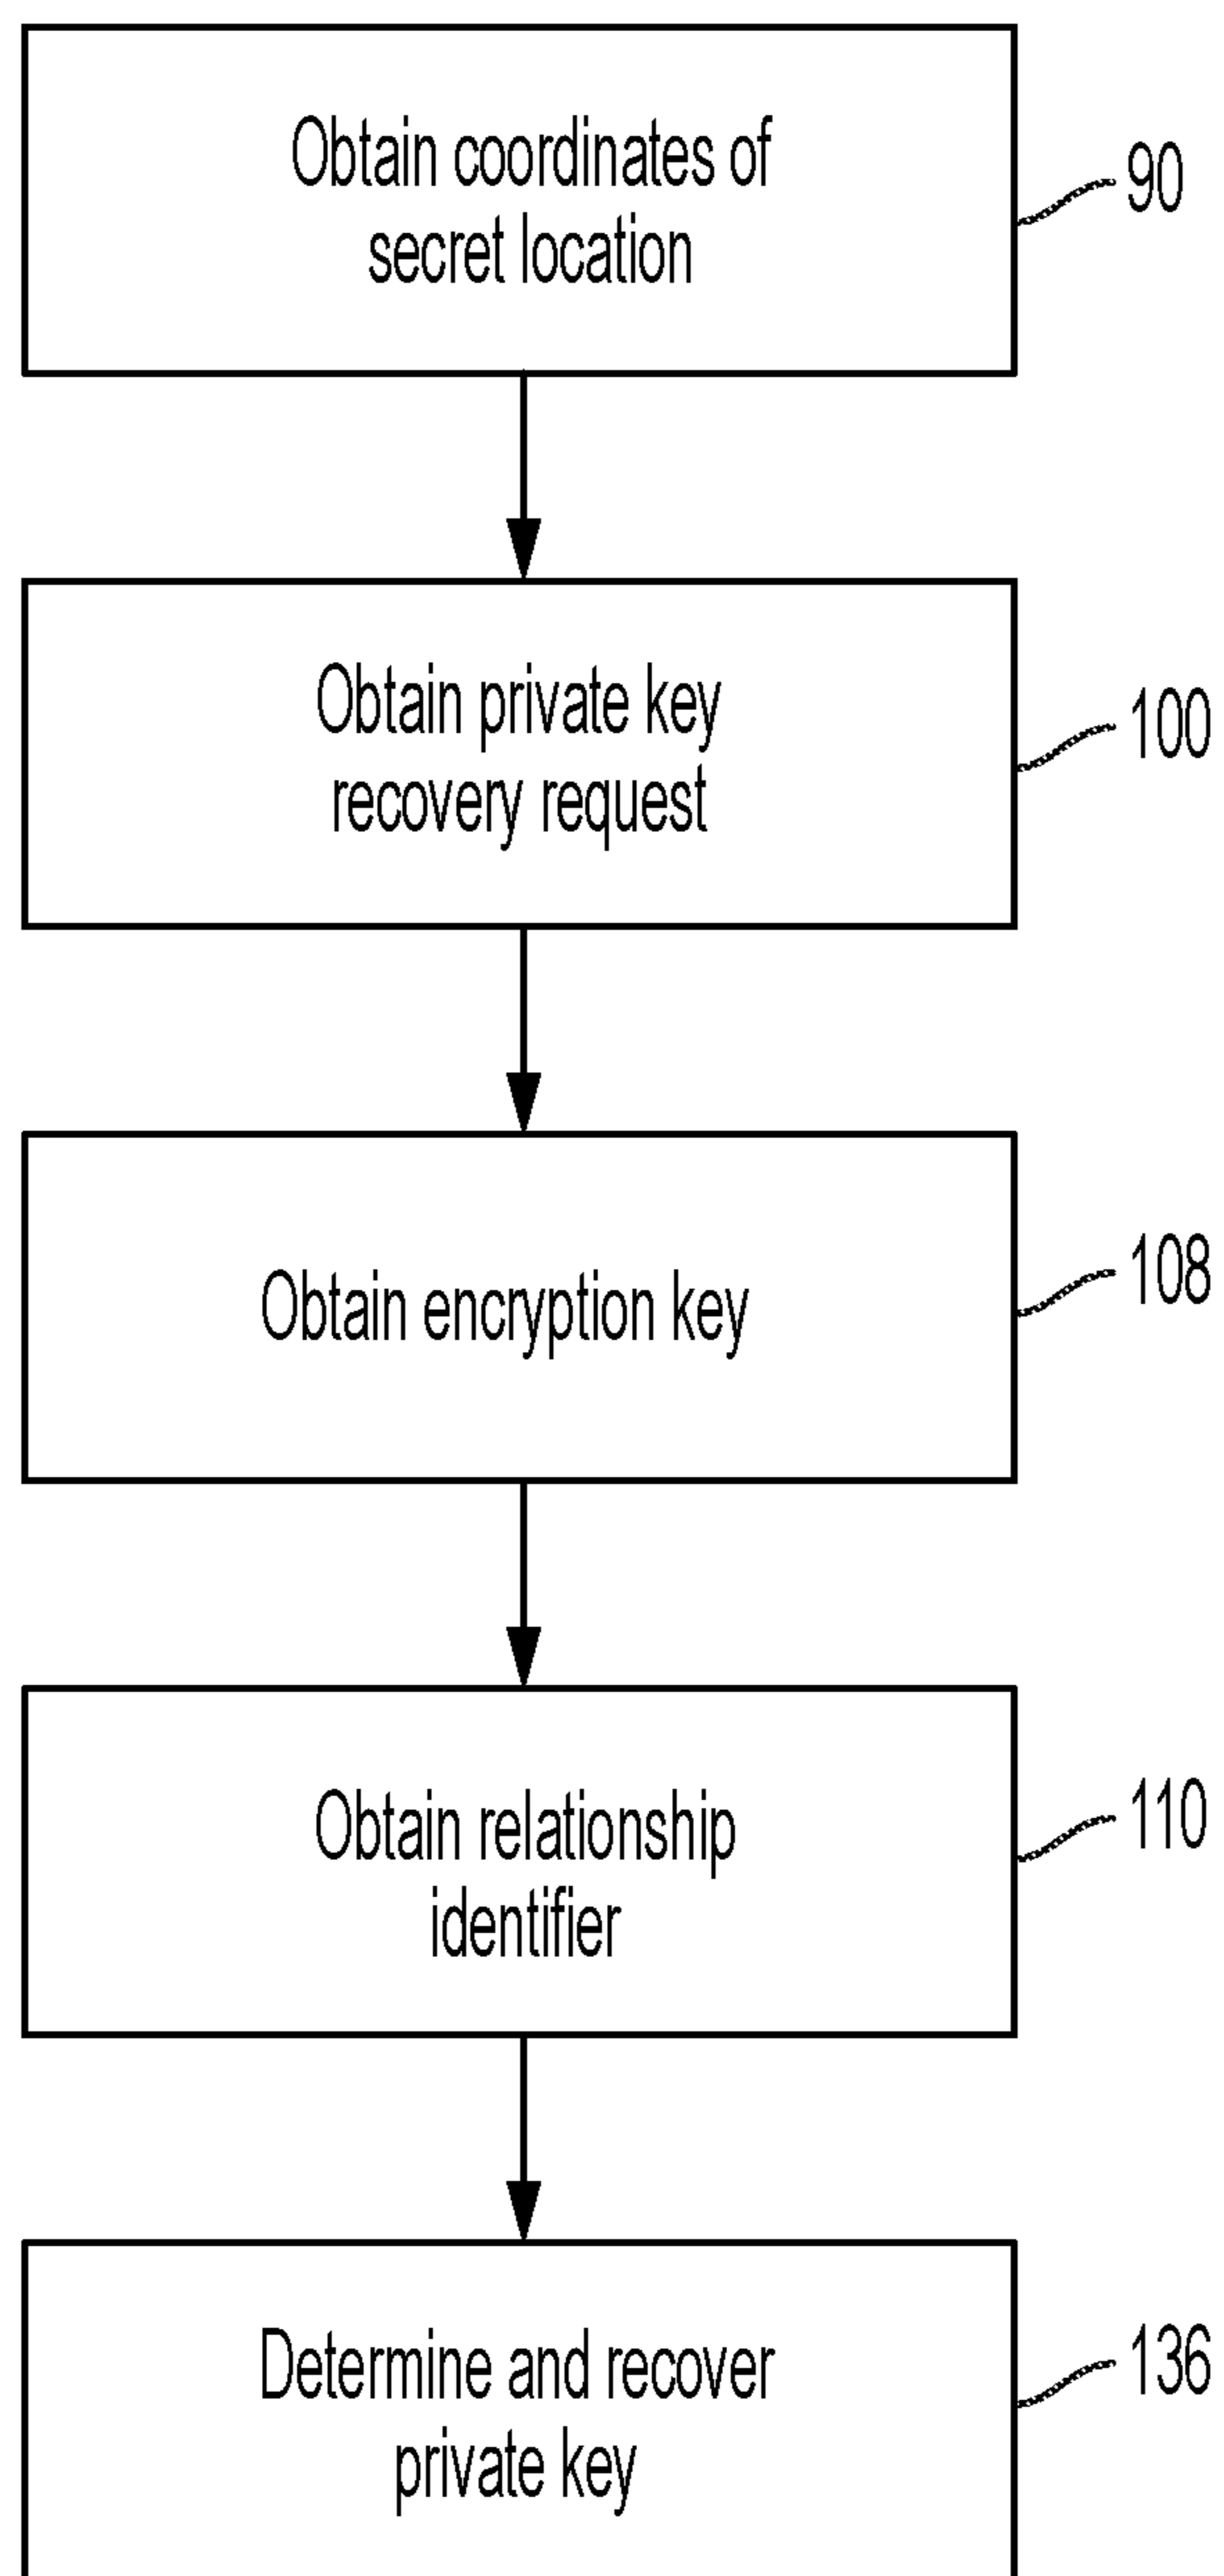 Obtain coordinates of
secret location
90
Obtain private key
recovery request
100
Obtain encryption key
108
Obtain relationship
identifier
110
Determine and recover
private key
136